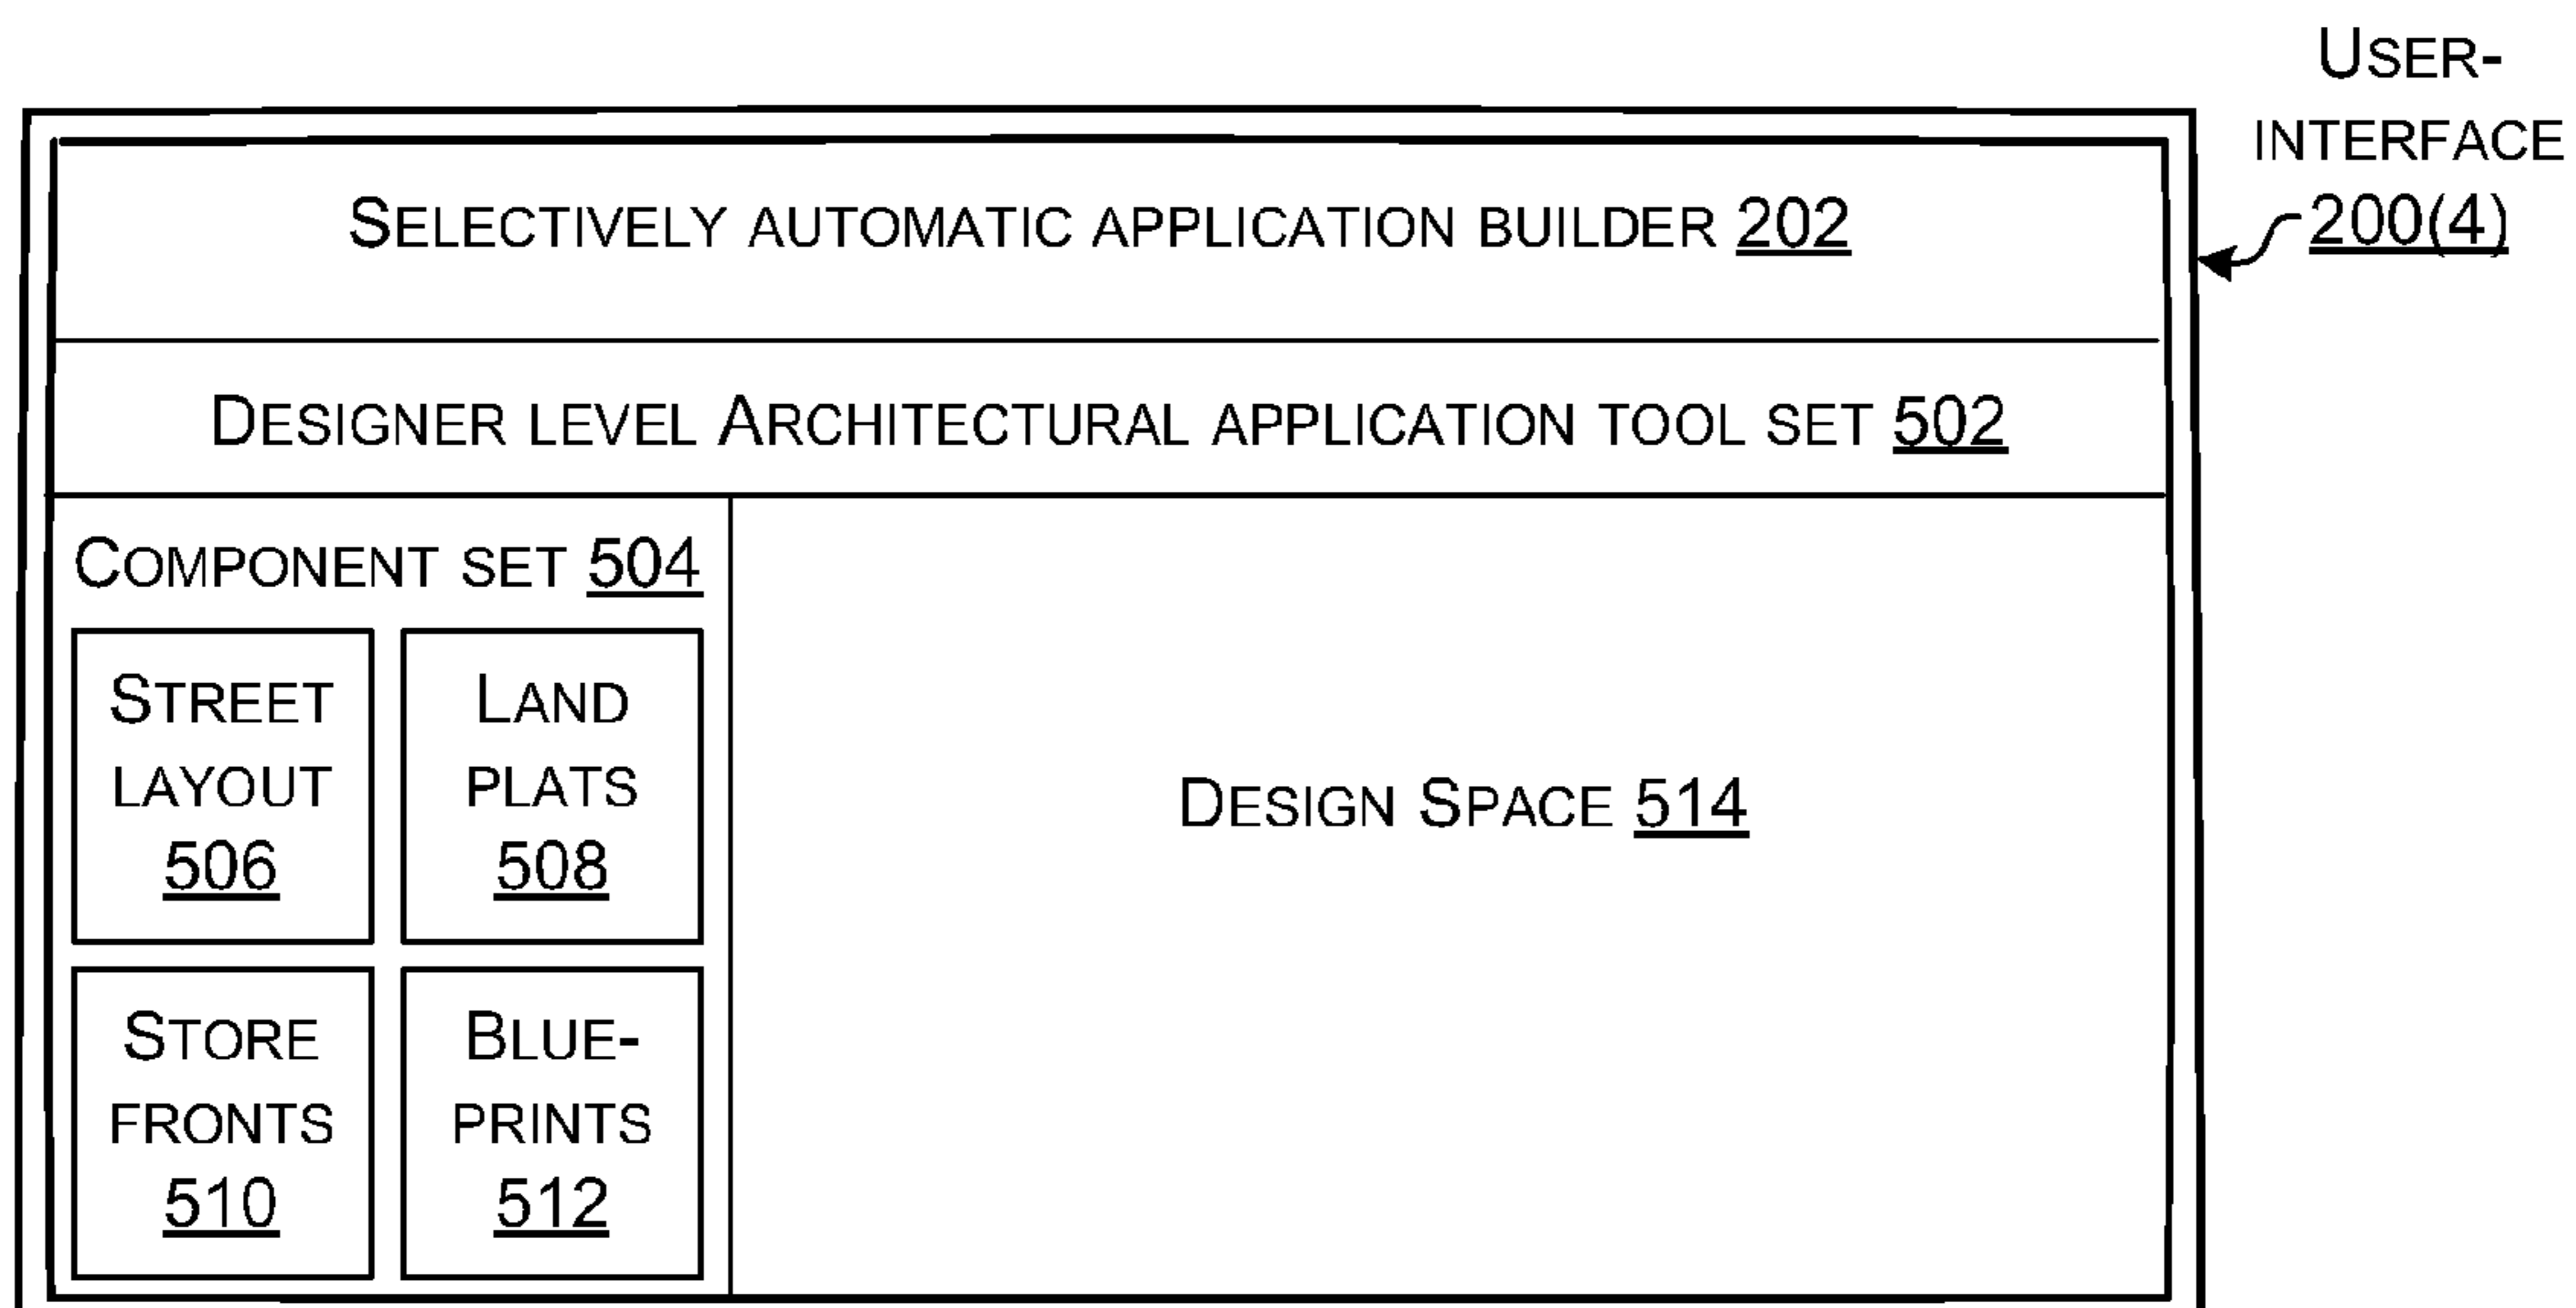 User-
interface
200(4)
Selectively automatic application builder 202
Designer level Architectural application tool set 502
Component set 504
Street
layout
506
Land
plats
508
Store
fronts
510
Blue-
prints
512
Design Space 514